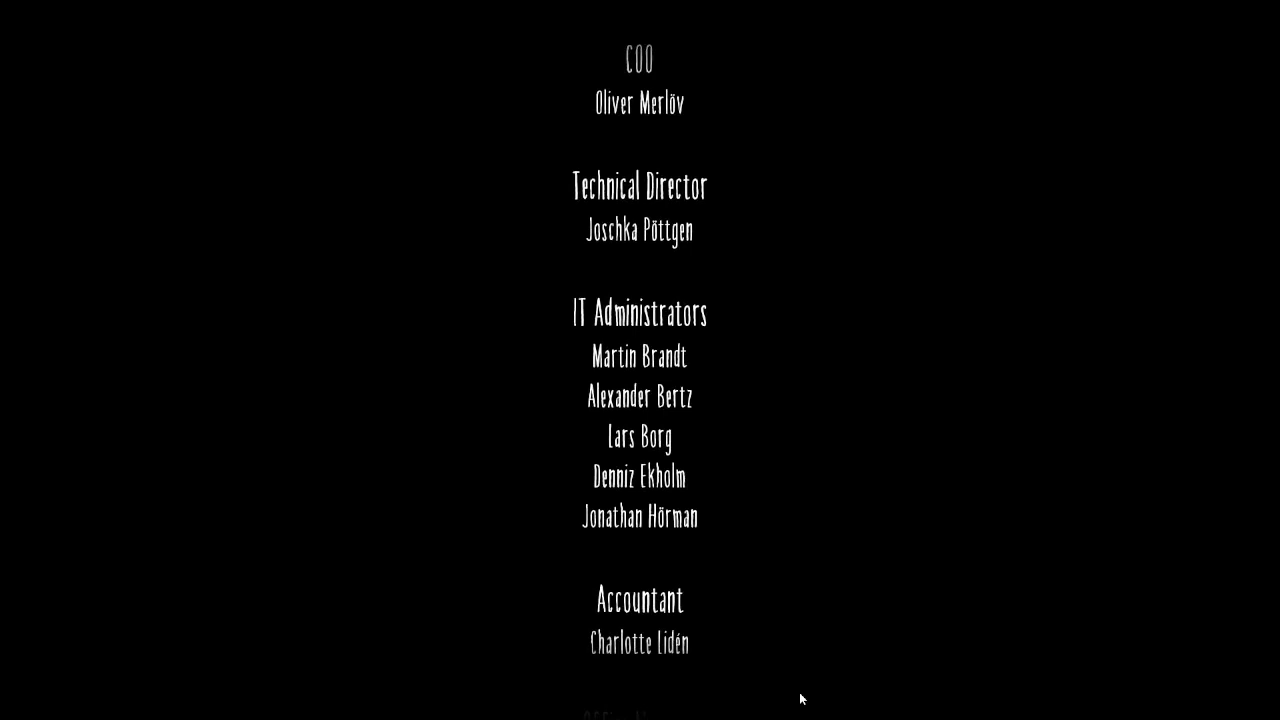 COO
Oliver Merlöv
Technical Director
Joschka Pöttgen
IT Administrators
Martin Brandt
Alexander Bertz
Lars Borg
Denniz Ekholm
Jonathan Hörman
Accountant
Charlotte Lidén